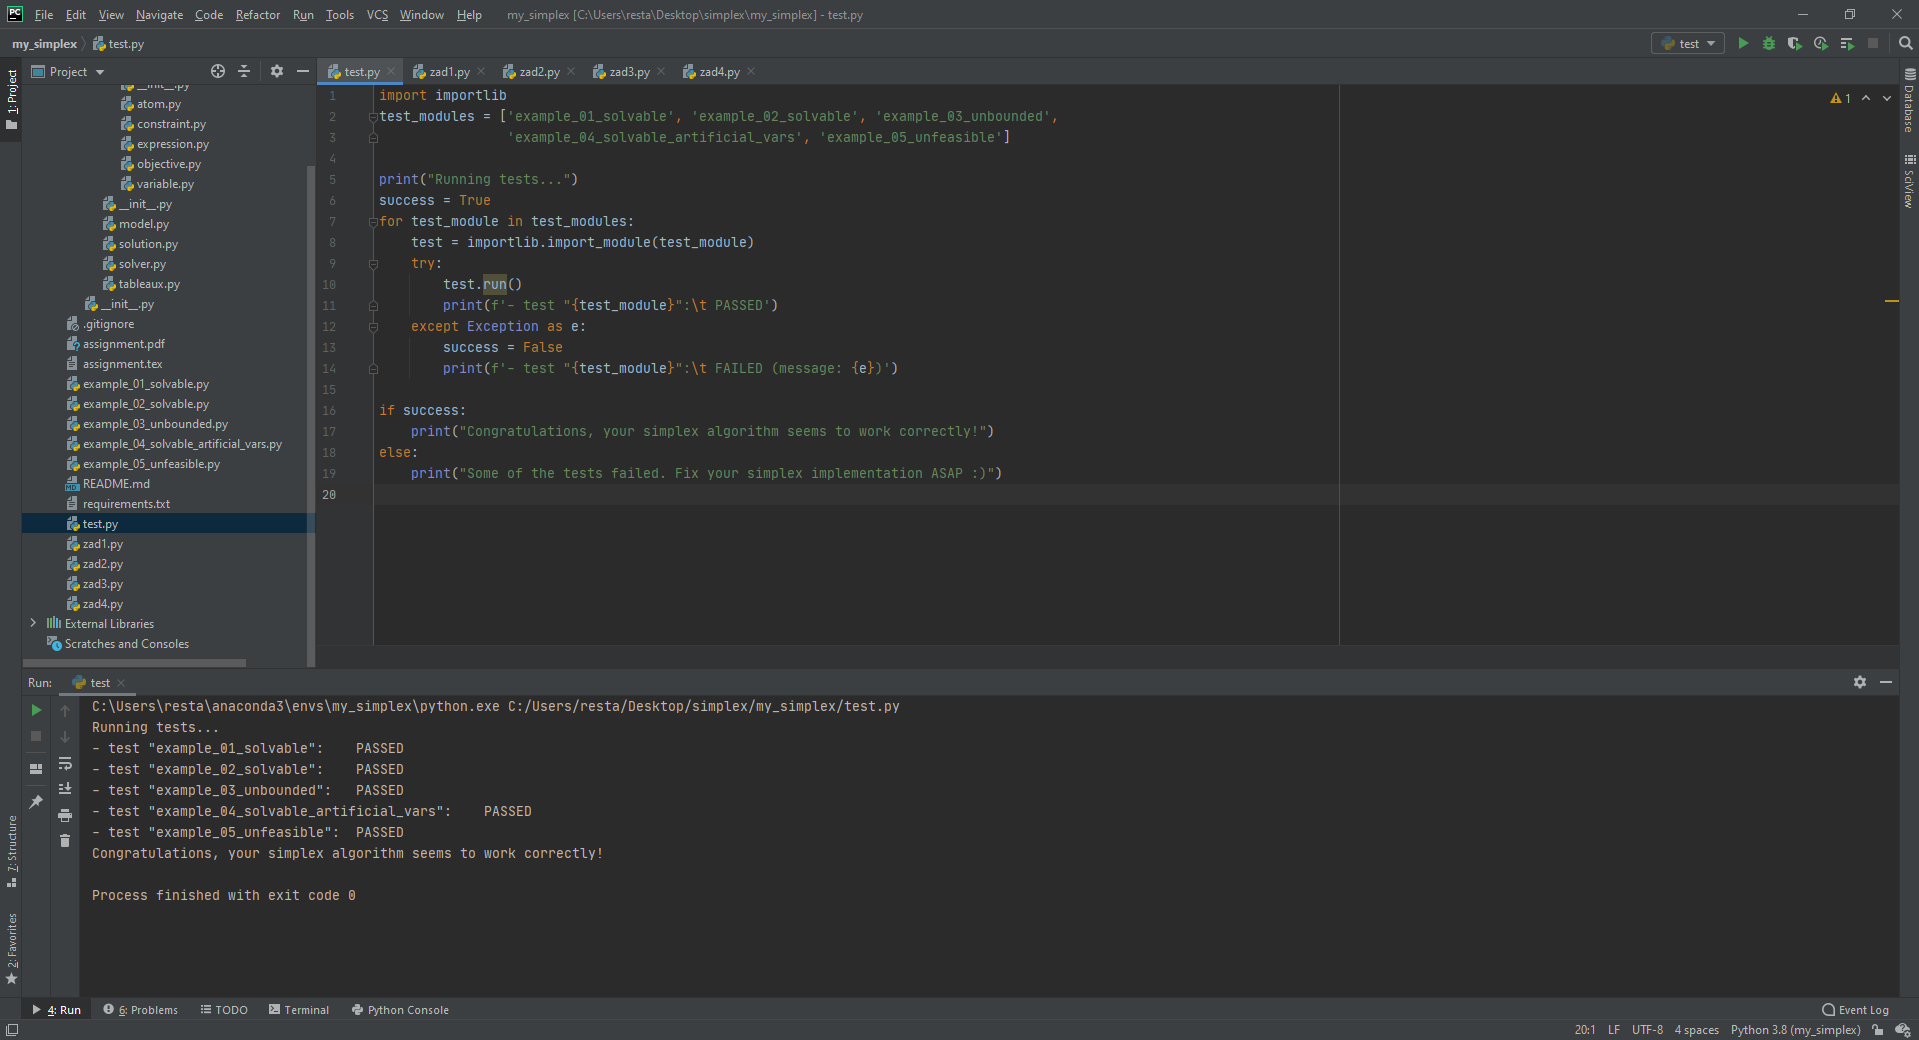 PC File Edit View Navigate Code Refactor Run Tools VCS Window Help my_simplex [C:\Users\resta\Desktop\simplex\my_simplex] - test.py
my_simplex test.py test
1: Project
Project
__init__.py
atom.py
constraint.py
expression.py
objective.py
variable.py
__init__.py
model.py
solution.py
solver.py
tableaux.py
__init__.py
.gitignore
assignment.pdf
assignment.tex
example_01_solvable.py
example_02_solvable.py
example_03_unbounded.py
example_04_solvable_artificial_vars.py
example_05_unfeasible.py
README.md
requirements.txt
test.py
zad1.py
zad2.py
zad3.py
zad4.py
External Libraries
Scratches and Consoles
test.py zad1.py zad2.py zad3.py zad4.py
1 import importlib
2 test_modules = ['example_01_solvable', 'example_02_solvable', 'example_03_unbounded',
3 'example_04_solvable_artificial_vars', 'example_05_unfeasible']
4
5 print("Running tests...")
6 success = True
7 for test_module in test_modules:
8 test = importlib.import_module(test_module)
9 try:
10 test.run()
11 print(f'- test "{test_module}":\t PASSED')
12 except Exception as e:
13 success = False
14 print(f'- test "{test_module}":\t FAILED (message: {e})')
15
16 if success:
17 print("Congratulations, your simplex algorithm seems to work correctly!")
18 else:
19 print("Some of the tests failed. Fix your simplex implementation ASAP :)")
20
1
Database
SciView
Run: test
C:\Users\resta\anaconda3\envs\my_simplex\python.exe C:/Users/resta/Desktop/simplex/my_simplex/test.py
Running tests...
- test "example_01_solvable": PASSED
- test "example_02_solvable": PASSED
- test "example_03_unbounded": PASSED
- test "example_04_solvable_artificial_vars": PASSED
- test "example_05_unfeasible": PASSED
Congratulations, your simplex algorithm seems to work correctly!
Process finished with exit code 0
7: Structure
2: Favorites
4: Run 6: Problems TODO Terminal Python Console Event Log
20:1 LF UTF-8 4 spaces Python 3.8 (my_simplex)